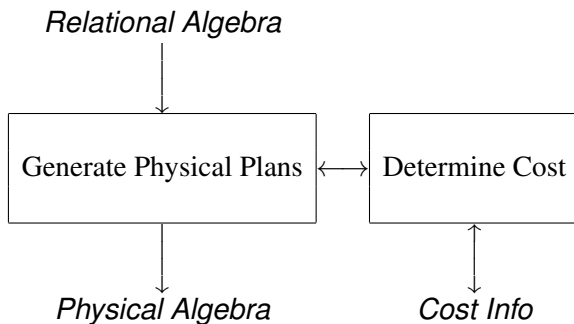 Relational Algebra
Generate Physical Plans
Determine Cost
Physical Algebra
Cost Info